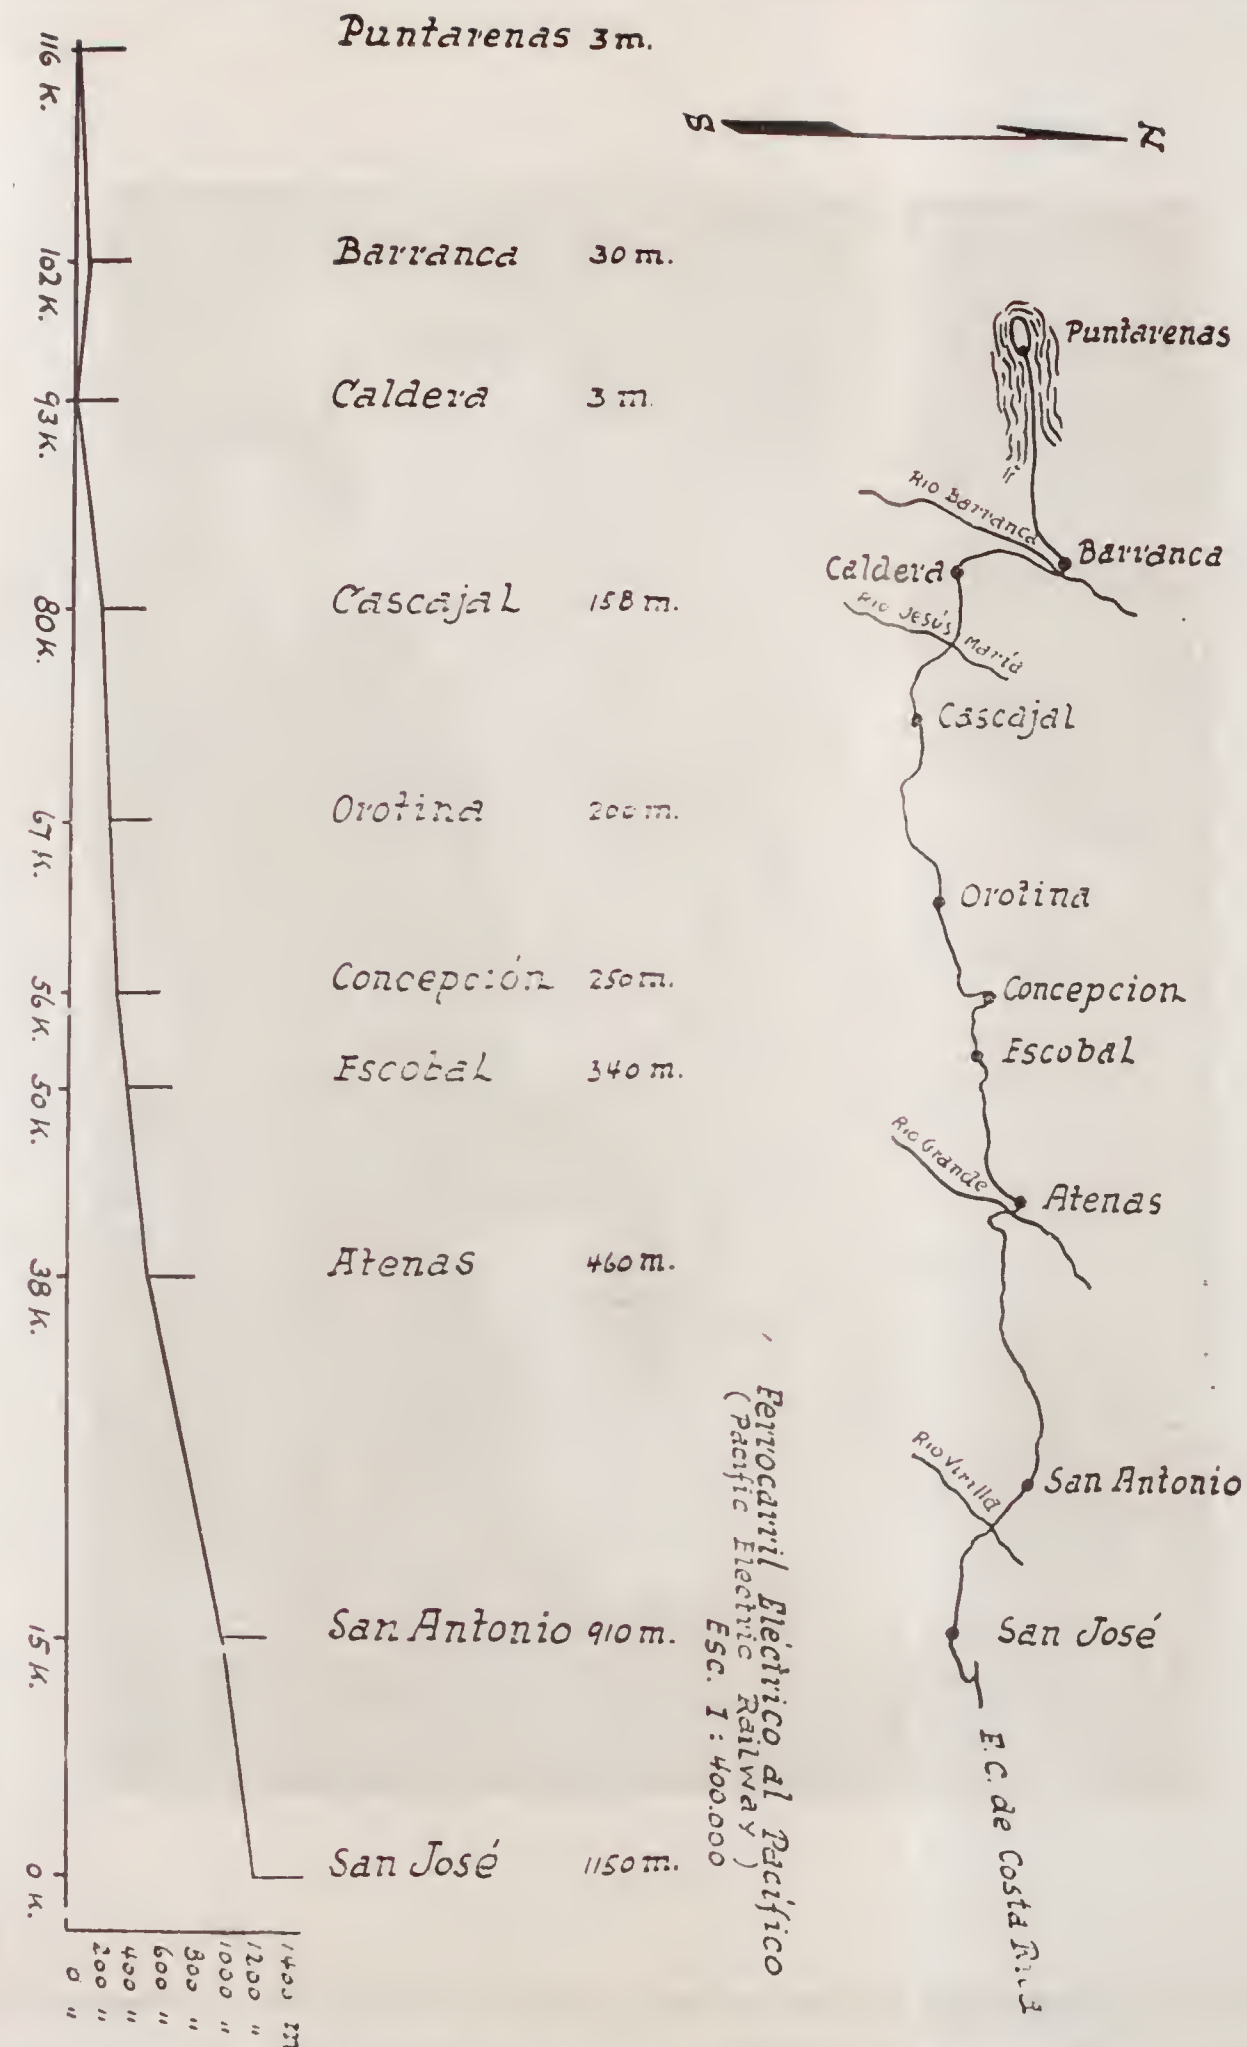 Puntarenas 3 m.
Barranca 30 m.
Caldera 3 m.
Cascajal 158 m.
Orotina 200 m.
Concepción 250 m.
Escobal 340 m.
Atenas 460 m.
San Antonio 910 m.
San José 1150 m.
116 K.
102 K.
93 K.
80 K.
67 K.
56 K.
50 K.
38 K.
15 K.
0 K.
1400 m
1200 "
1000 "
800 "
600 "
400 "
200 "
0 "
S N
Puntarenas
Rio Barranca
Barranca
Caldera
Rio Jesús María
Cascajal
Orotina
Concepcion
Escobal
Rio Grande
Atenas
San Antonio
Rio Virilla
San José
F.C. de Costa Rica
Ferrocarril Eléctrico al Pacífico
(Pacific Electric Railway)
Esc. 1:400.000